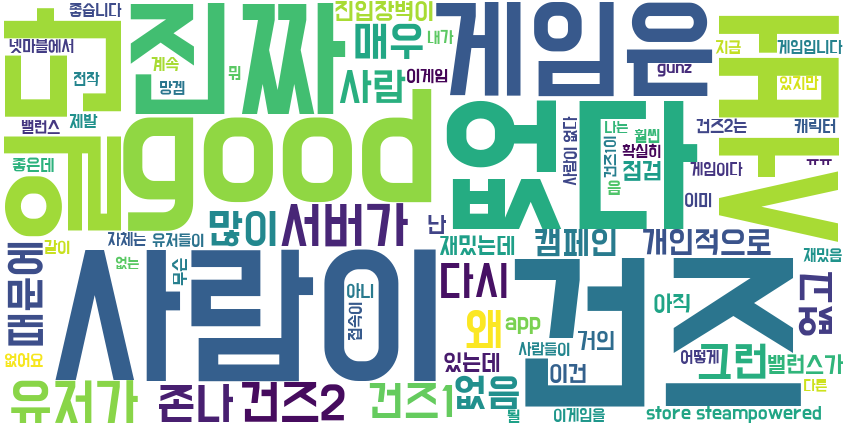 좋습니다
넷마블에서
전작
밸런스
제발
좋은데
진짜
계속
망겜
뭐
진입장벽이
매우
내가
사람
이게임
게임은
gunz
지금
게임입니다
있지만
건즈2는
캐릭터
good
없다
사람이 없다
나는
건즈1이
훨씬
확실히
점검
음
게임이다
ㅠㅠ
이미
많이
서버가
난
자체는
유저들이
같이
없는
무슨
때문에
재밌는데
캠페인
개인적으로
재밌음
사람이
아니
접속이
다시
건즈
아직
없고
왜
app
거의
사람들이
있는데
이건
어떻게
그런
밸런스가
다른
없어요
유저가
존나
건즈2
건즈1
없음
될
이게임을
store steampowered